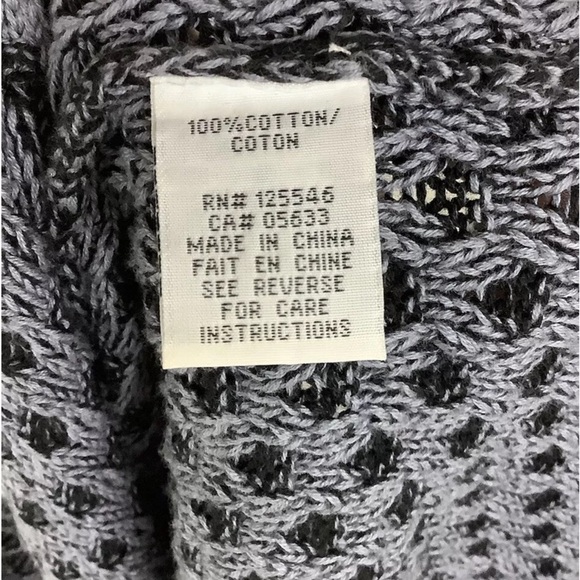 100%COTTON/
COTON
RN# 125546
CA# 05633
MADE IN CHINA
FAIT EN CHINE
SEE REVERSE
FOR CARE
INSTRUCTIONS